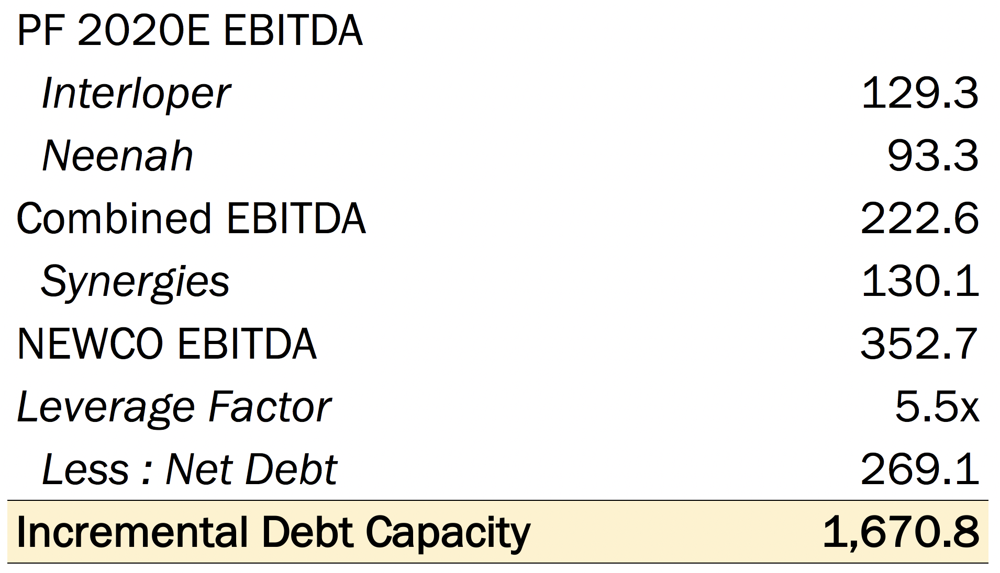 PF 2020E EBITDA
Interloper 129.3
Neenah 93.3
Combined EBITDA 222.6
Synergies 130.1
NEWCO EBITDA 352.7
Leverage Factor 5.5x
Less : Net Debt 269.1
Incremental Debt Capacity 1,670.8